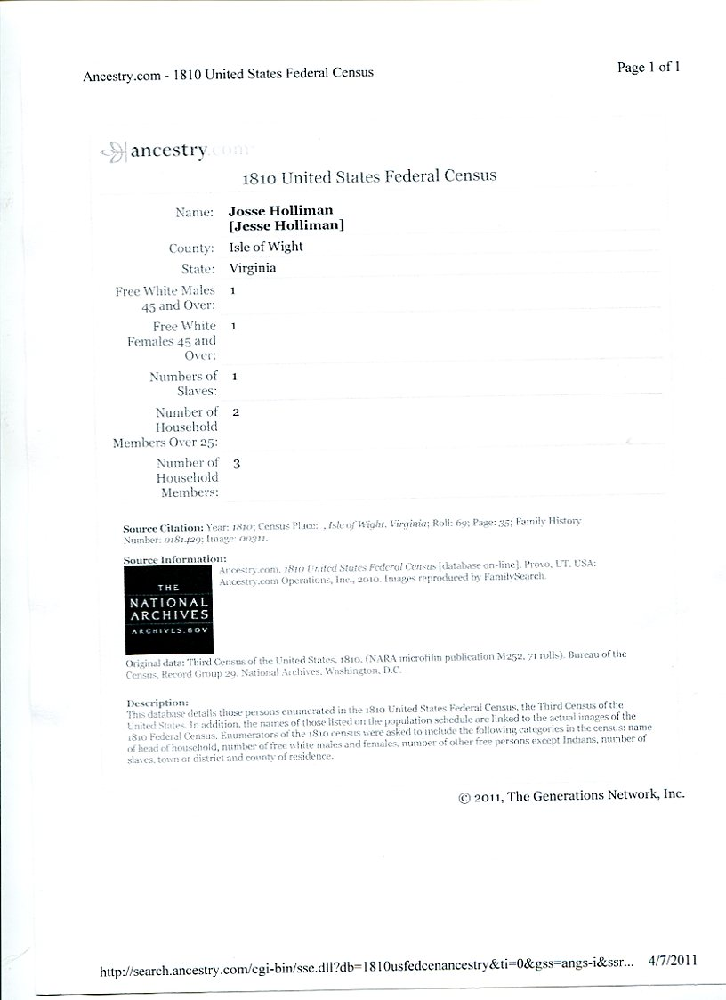 Ancestry.com - 1810 United States Federal Census
Page 1 of 1
ancestry.com
1810 United States Federal Census
Name: Josse Holliman
[Jesse Holliman]
County: Isle of Wight
State: Virginia
Free White Males 1
45 and Over:
Free White 1
Females 45 and
Over:
Numbers of 1
Slaves:
Number of 2
Household
Members Over 25:
Number of 3
Household
Members:
Source Citation: Year: 1810; Census Place: , Isle of Wight, Virginia; Roll: 69; Page: 35; Family History
Number: 0181429; Image: 00311.
Source Information:
THE
NATIONAL
ARCHIVES
ARCHIVES.GOV
Ancestry.com. 1810 United States Federal Census [database on-line]. Provo, UT, USA:
Ancestry.com Operations, Inc., 2010. Images reproduced by FamilySearch.
Original data: Third Census of the United States, 1810. (NARA microfilm publication M252, 71 rolls). Bureau of the
Census, Record Group 29. National Archives, Washington, D.C.
Description:
This database details those persons enumerated in the 1810 United States Federal Census, the Third Census of the
United States. In addition, the names of those listed on the population schedule are linked to the actual images of the
1810 Federal Census. Enumerators of the 1810 census were asked to include the following categories in the census: name
of head of household, number of free white males and females, number of other free persons except Indians, number of
slaves, town or district and county of residence.
© 2011, The Generations Network, Inc.
http://search.ancestry.com/cgi-bin/sse.dll?db=1810usfedcenancestry&ti=0&gss=angs-i&ssr... 4/7/2011